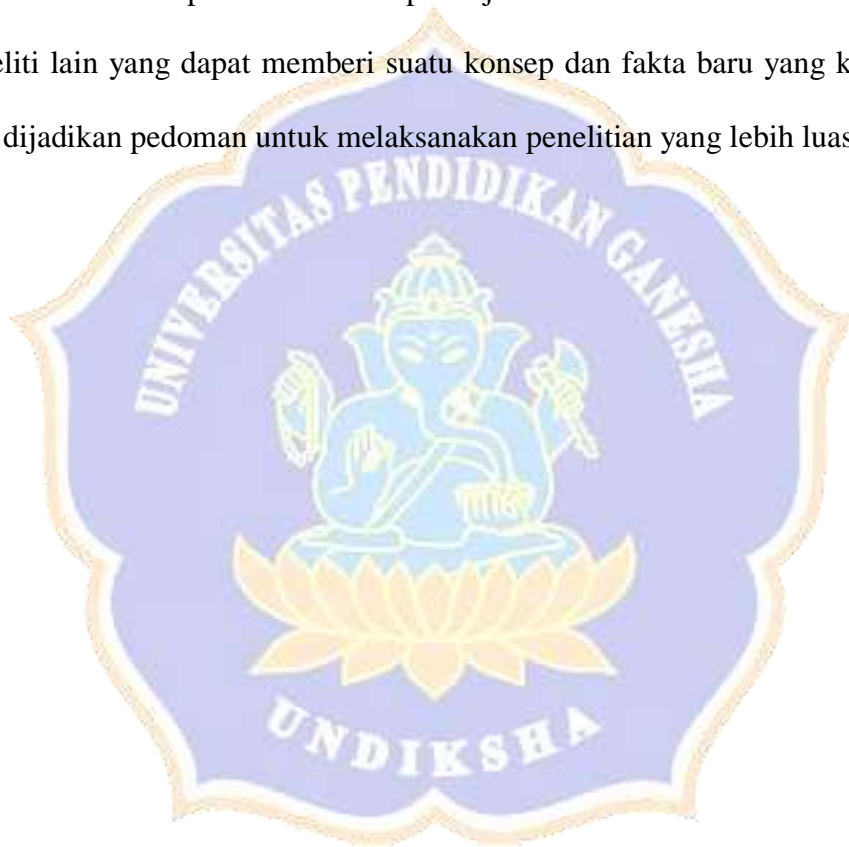 eliti lain yang dapat memberi suatu konsep dan fakta baru yang k
dijadikan pedoman untuk melaksanakan penelitian yang lebih luas
UNIVERSITAS PENDIDIKAN GANESHA
UNDIKSHA